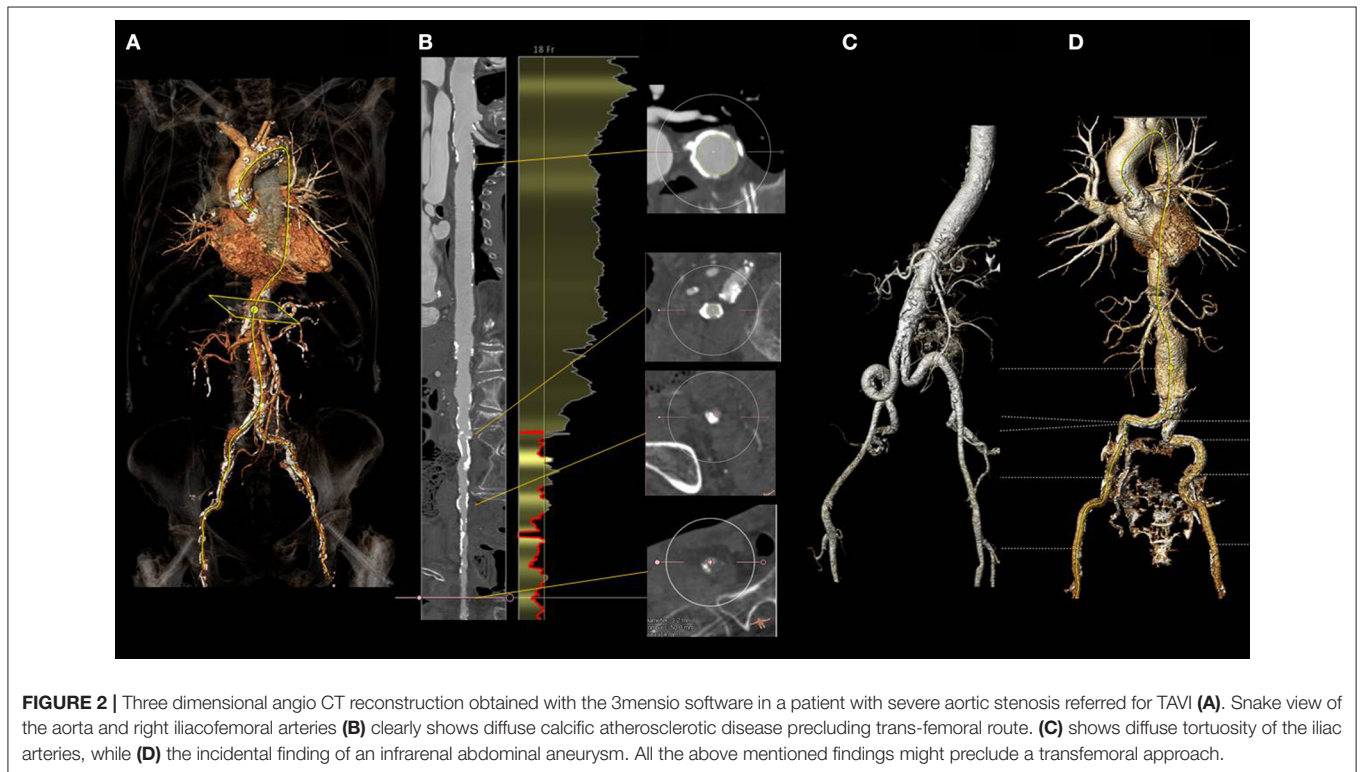 A
B
18 Fr
C
D
FIGURE 2 | Three dimensional angio CT reconstruction obtained with the 3mensio software in a patient with severe aortic stenosis referred for TAVI (A). Snake view of
the aorta and right iliacofemoral arteries (B) clearly shows diffuse calcific atherosclerotic disease precluding trans-femoral route. (C) shows diffuse tortuosity of the iliac
arteries, while (D) the incidental finding of an infrarenal abdominal aneurysm. All the above mentioned findings might preclude a transfemoral approach.